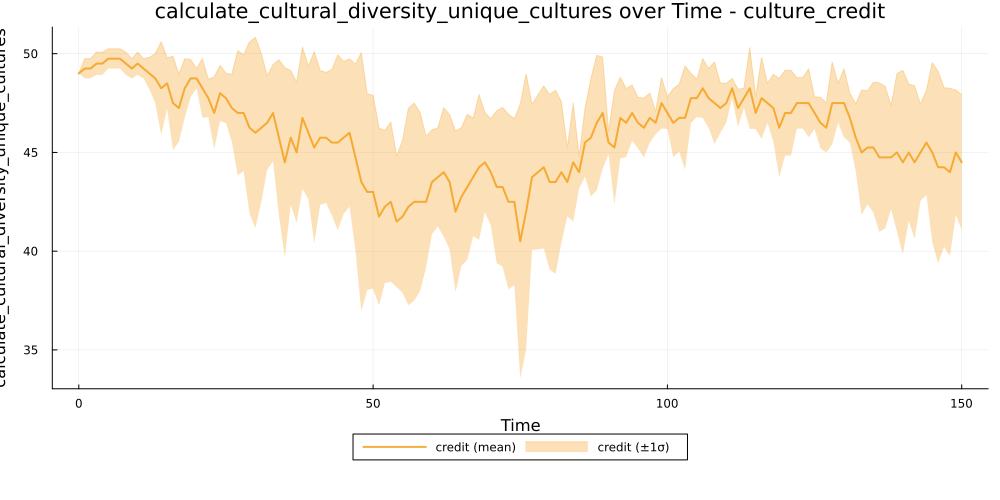 calculate_cultural_diversity_unique_cultures over Time - culture_credit
calculate_cultural_diversity_unique_cultures
50
45
40
35
0 50 100 150
Time
credit (mean) credit (±1σ)